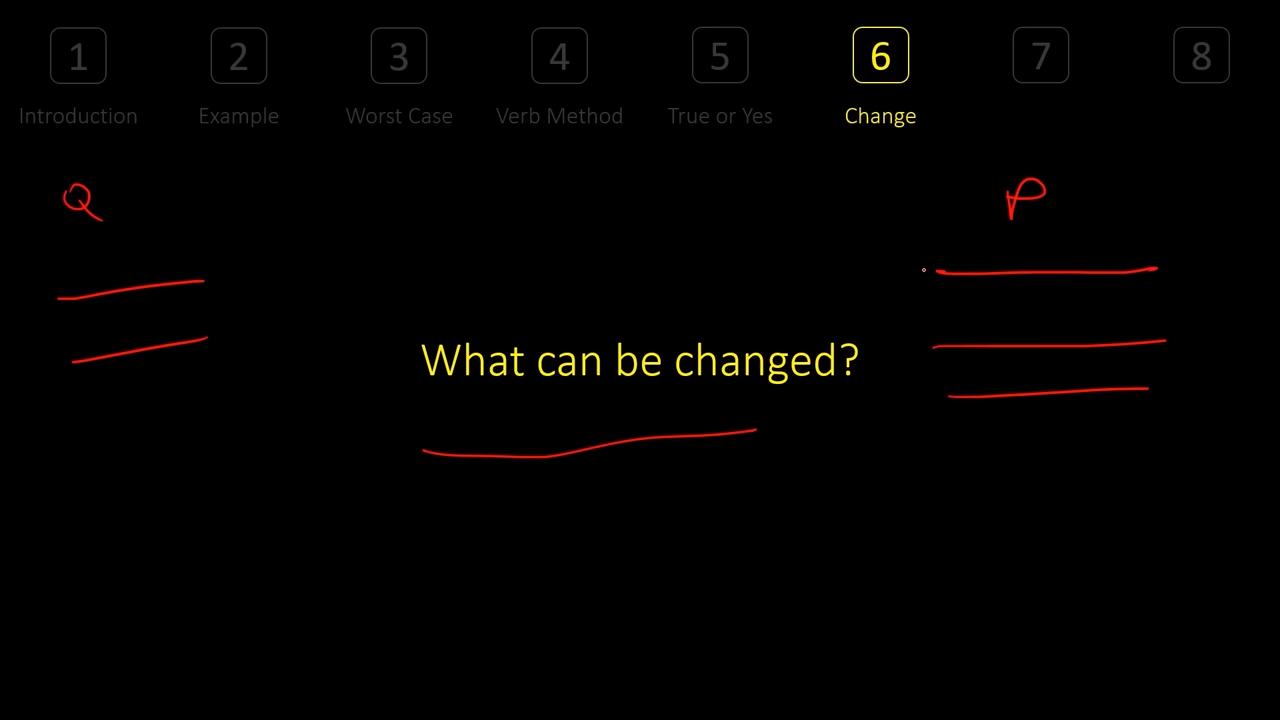 1 2 3 4 5 6 7 8
Introduction Example Worst Case Verb Method True or Yes Change
Q P
What can be changed?